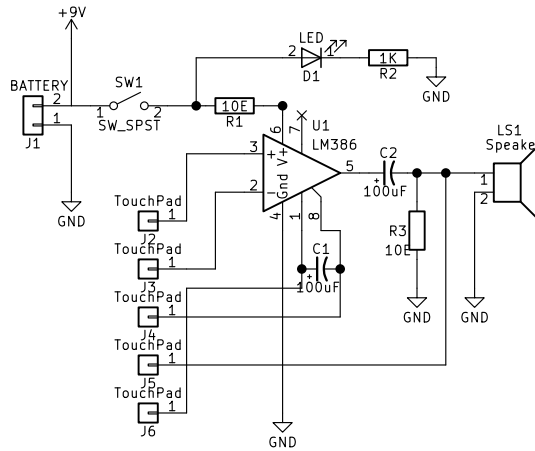 +9V
LED
2 1
D1
1K
R2
GND
BATTERY
2
1
J1
SW1
1 2
SW_SPST
10E
R1
GND
6
7
U1
LM386
3
+
V+
2
-
Gnd
4
1
8
5
C2
+
100uF
LS1
Speake
1
2
R3
10E
GND
GND
C1
+
100uF
TouchPad
1
J2
TouchPad
1
J3
TouchPad
1
J4
TouchPad
1
J5
TouchPad
1
J6
GND